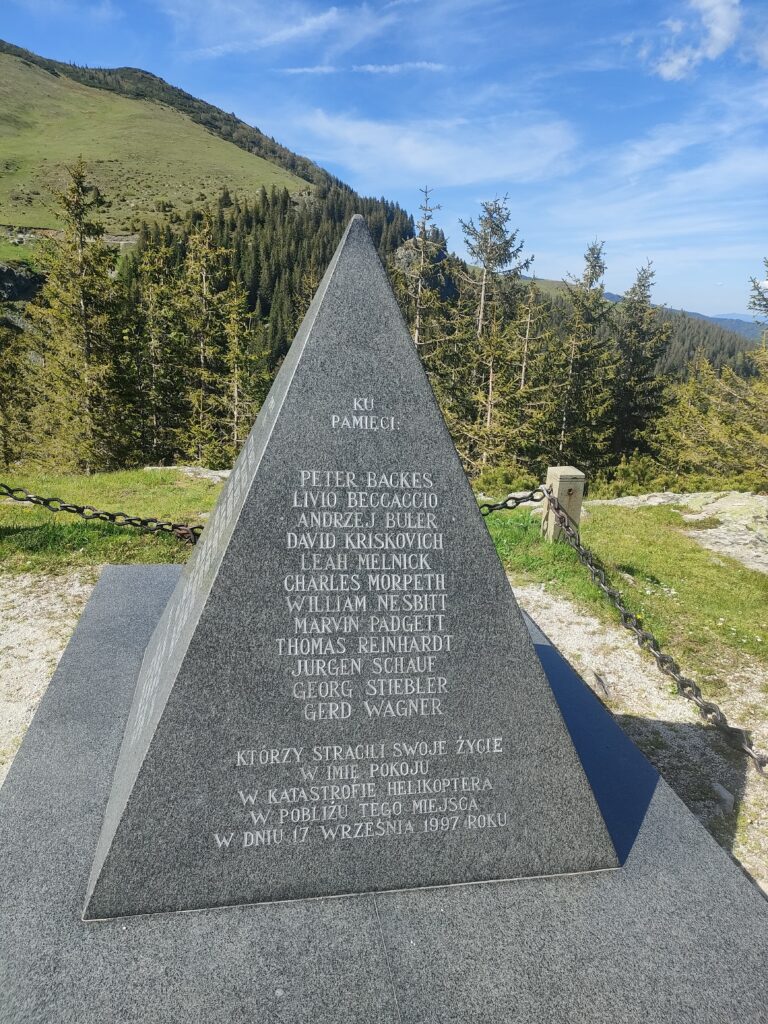 KU
PAMIĘCI:
PETER BACKES
LIVIO BECCACCIO
ANDRZEJ BULER
DAVID KRISKOVICH
LEAH MELNICK
CHARLES MORPETH
WILLIAM NESBITT
MARVIN PADGETT
THOMAS REINHARDT
JURGEN SCHAUF
GEORG STIEBLER
GERD WAGNER
KTÓRZY STRACILI SWOJE ŻYCIE
W IMIĘ POKOJU
W KATASTROFIE HELIKOPTERA
W POBLIŻU TEGO MIEJSCA
W DNIU 17 WRZEŚNIA 1997 ROKU